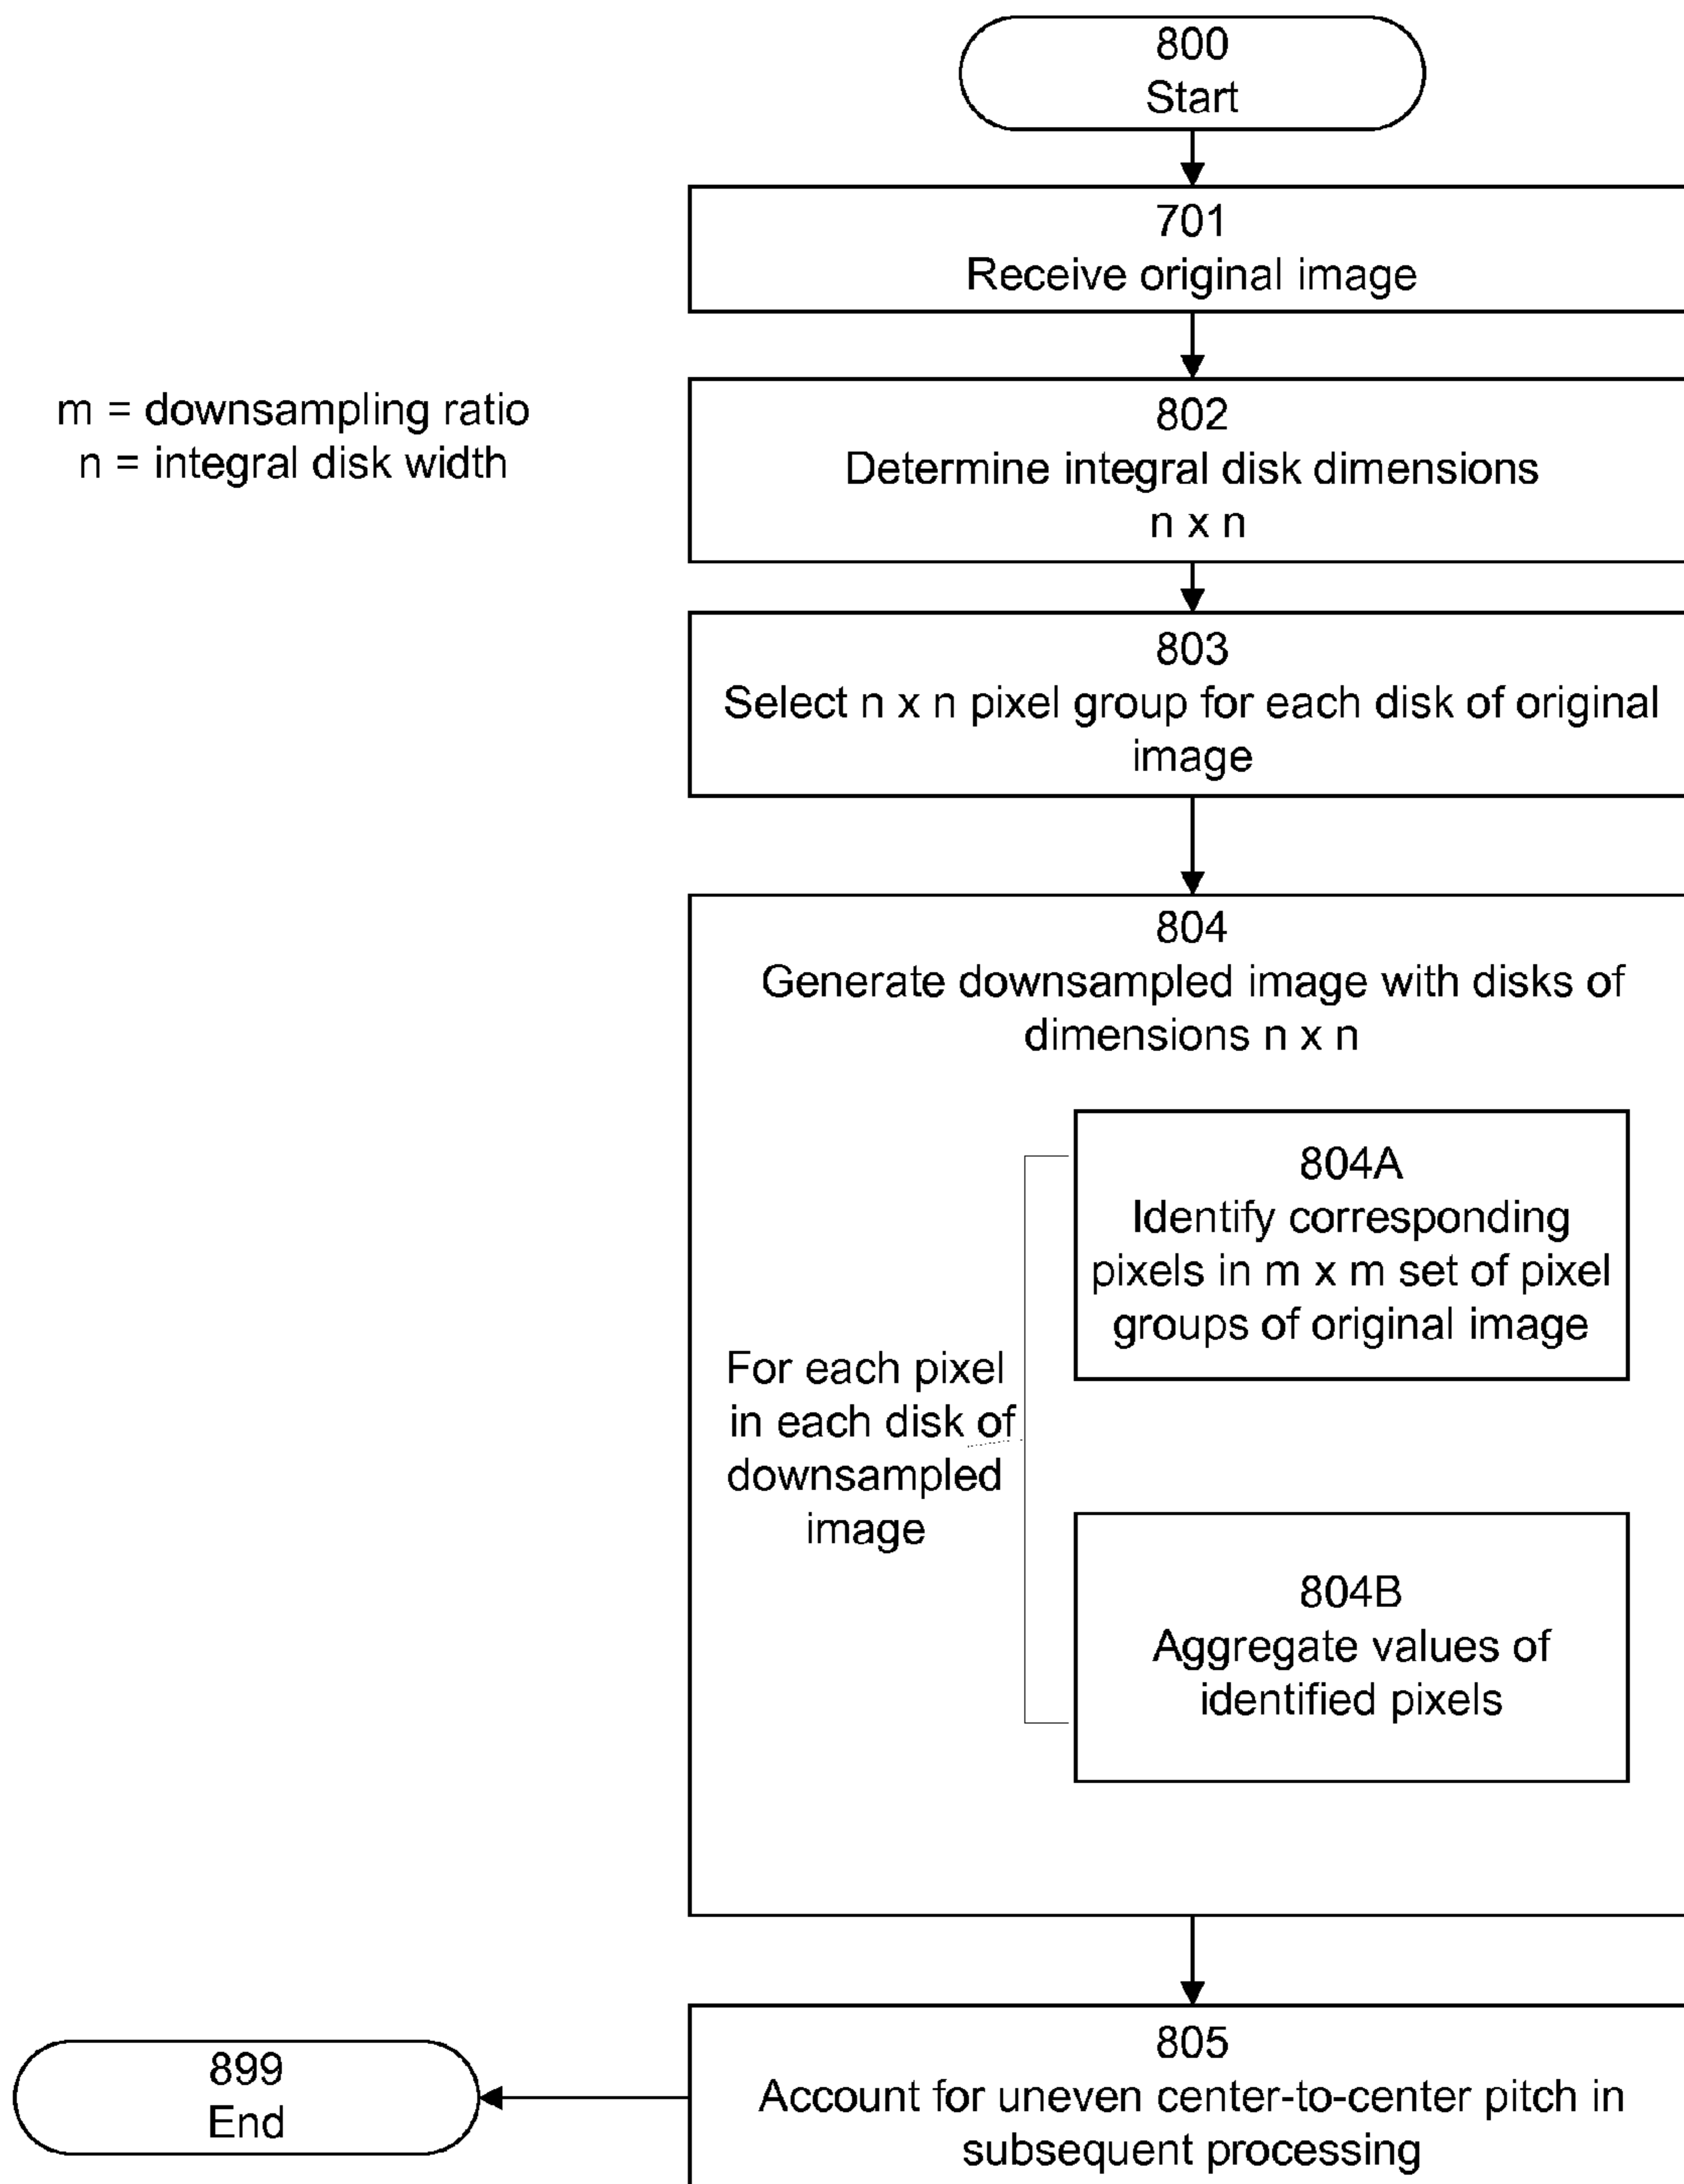 800
Start
701
Receive original image
m = downsampling ratio
n = integral disk width
802
Determine integral disk dimensions
n x n
803
Select n x n pixel group for each disk of original
image
804
Generate downsampled image with disks of
dimensions n x n
804A
Identify corresponding
pixels in m x m set of pixel
groups of original image
For each pixel
in each disk of
downsampled
image
804B
Aggregate values of
identified pixels
805
Account for uneven center-to-center pitch in
subsequent processing
899
End